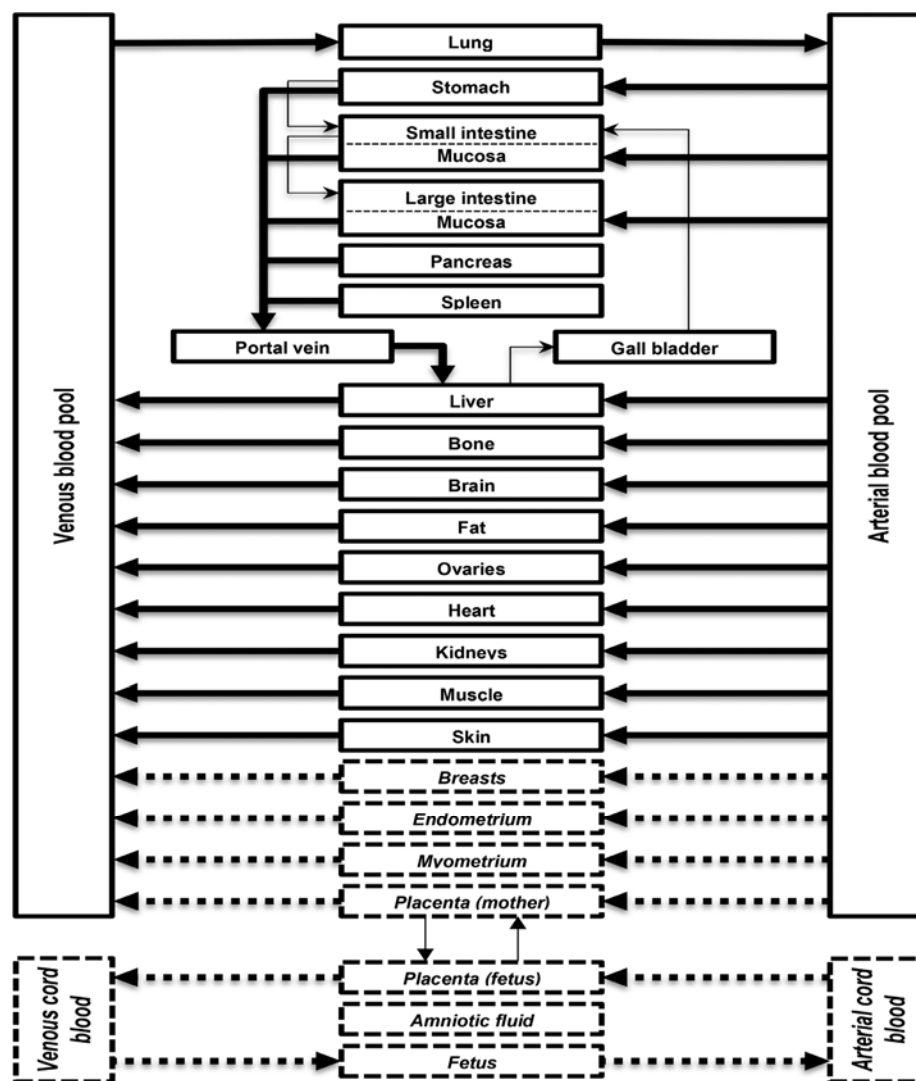 Lung
Stomach
Small intestine
Mucosa
Large intestine
Mucosa
Pancreas
Spleen
Portal vein
Gall bladder
Liver
Bone
Brain
Fat
Ovaries
Heart
Kidneys
Muscle
Skin
Breasts
Endometrium
Myometrium
Placenta (mother)
Placenta (fetus)
Amniotic fluid
Fetus
Venous blood pool
Arterial blood pool
Venous cord
blood
Arterial cord
blood